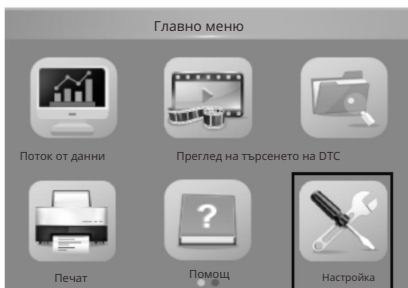 Главно меню
Поток от данни
Преглед на търсенето на DTC
Печат
Помощ
Настройка